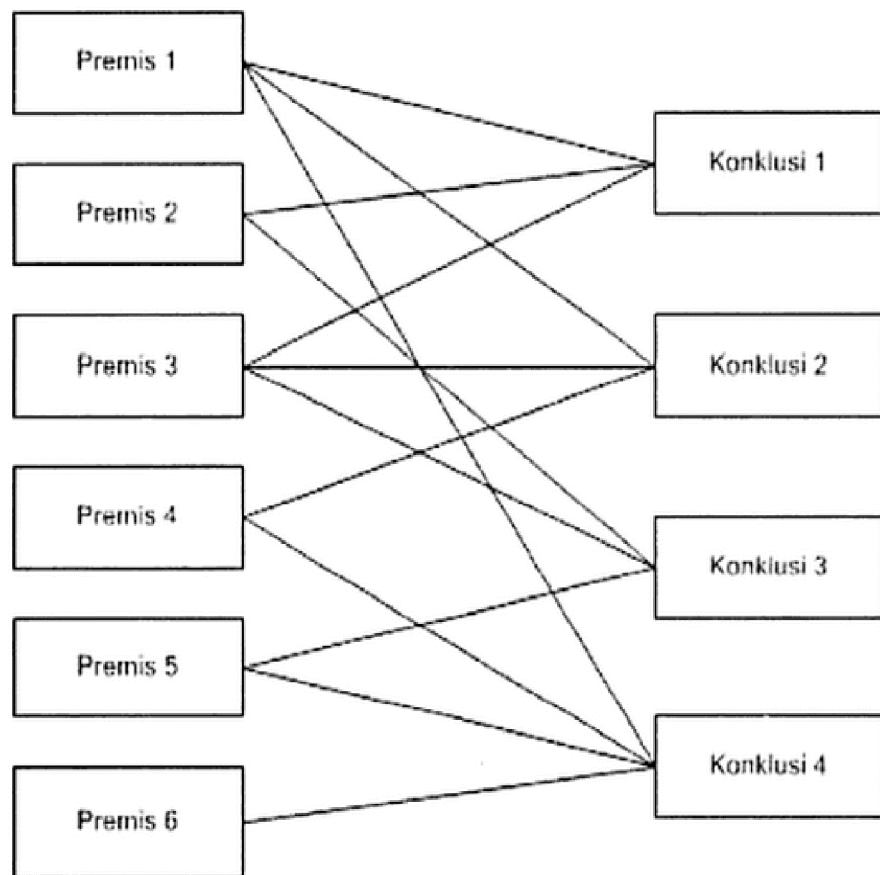 Premis 1
Premis 2
Premis 3
Premis 4
Premis 5
Premis 6
Konklusi 1
Konklusi 2
Konklusi 3
Konklusi 4